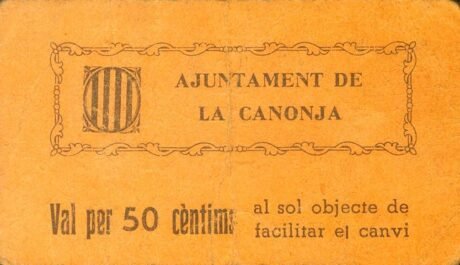 AJUNTAMENT DE
LA CANONJA
Val per 50 cèntims
al sol objecte de
facilitar el canvi